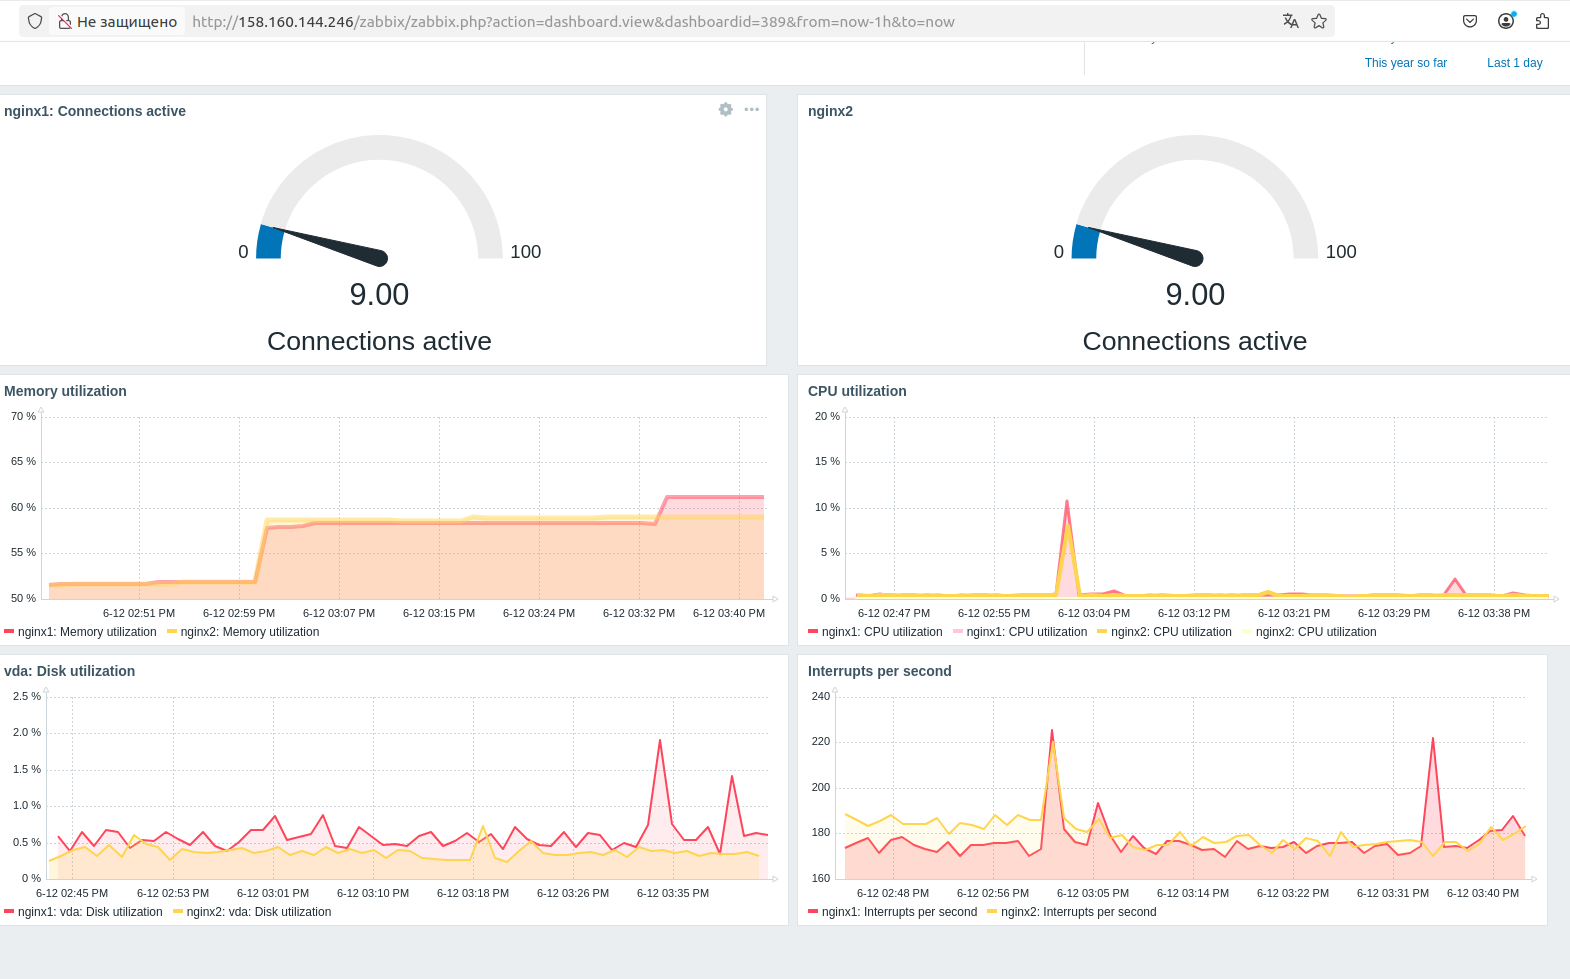 Не защищено http://158.160.144.246/zabbix/zabbix.php?action=dashboard.view&dashboardid=389&from=now-1h&to=now
This year so far Last 1 day
nginx1: Connections active
0 100
9.00
Connections active
nginx2
0 100
9.00
Connections active
Memory utilization
70 %
65 %
60 %
55 %
50 %
6-12 02:51 PM 6-12 02:59 PM 6-12 03:07 PM 6-12 03:15 PM 6-12 03:24 PM 6-12 03:32 PM 6-12 03:40 PM
nginx1: Memory utilization nginx2: Memory utilization
CPU utilization
20 %
15 %
10 %
5 %
0 %
6-12 02:47 PM 6-12 02:55 PM 6-12 03:04 PM 6-12 03:12 PM 6-12 03:21 PM 6-12 03:29 PM 6-12 03:38 PM
nginx1: CPU utilization nginx1: CPU utilization nginx2: CPU utilization nginx2: CPU utilization
vda: Disk utilization
2.5 %
2.0 %
1.5 %
1.0 %
0.5 %
0 %
6-12 02:45 PM 6-12 02:53 PM 6-12 03:01 PM 6-12 03:10 PM 6-12 03:18 PM 6-12 03:26 PM 6-12 03:35 PM
nginx1: vda: Disk utilization nginx2: vda: Disk utilization
Interrupts per second
240
220
200
180
160
6-12 02:48 PM 6-12 02:56 PM 6-12 03:05 PM 6-12 03:14 PM 6-12 03:22 PM 6-12 03:31 PM 6-12 03:40 PM
nginx1: Interrupts per second nginx2: Interrupts per second